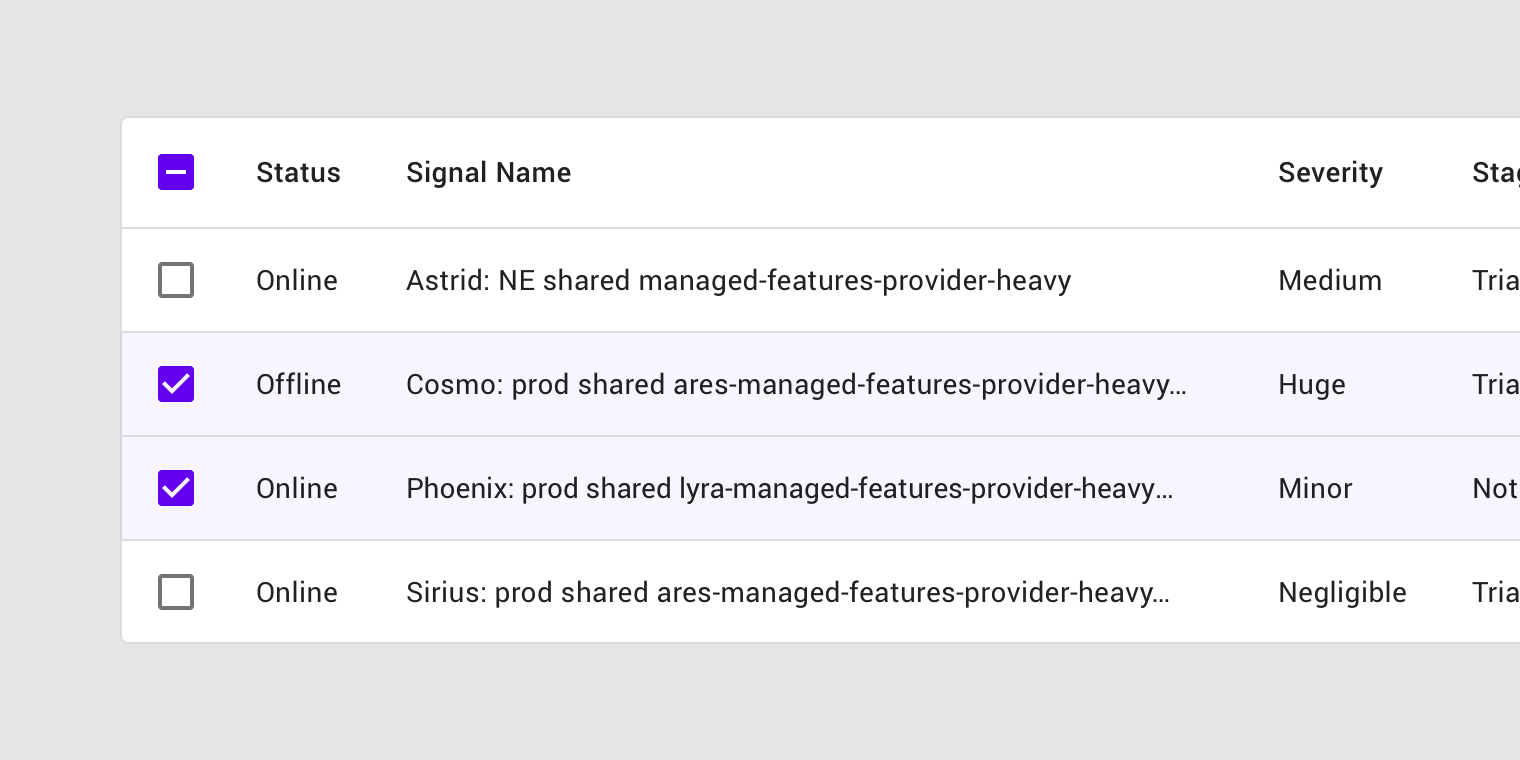 Status Signal Name Severity Stag
Online Astrid: NE shared managed-features-provider-heavy Medium Tria
Offline Cosmo: prod shared ares-managed-features-provider-heavy... Huge Tria
Online Phoenix: prod shared lyra-managed-features-provider-heavy... Minor Not
Online Sirius: prod shared ares-managed-features-provider-heavy... Negligible Tria